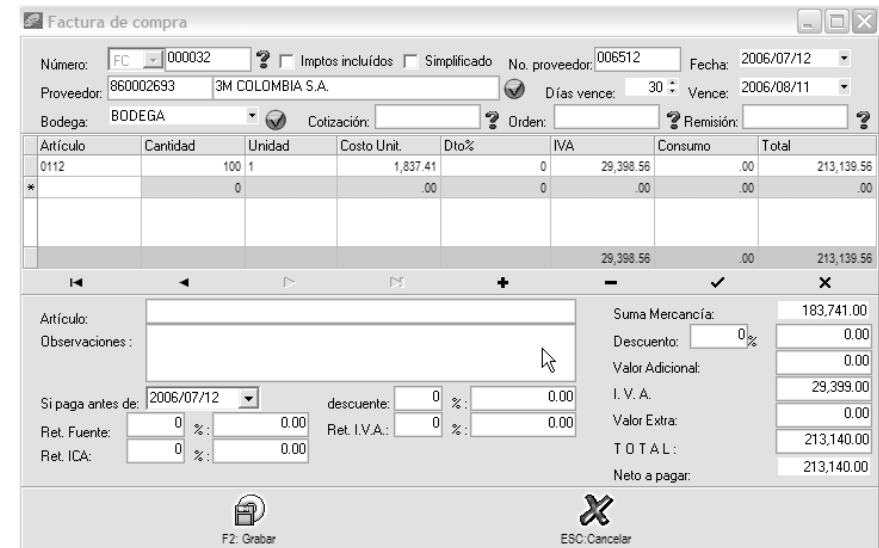 Factura de compra
Número: FC 000032 ? Imptos incluídos Simplificado No. proveedor: 006512 Fecha: 2006/07/12
Proveedor: 860002693 3M COLOMBIA S.A. Días vence: 30 Vence: 2006/08/11
Bodega: BODEGA Cotización: ? Orden: ? Remisión: ?
Artículo Cantidad Unidad Costo Unit. Dto% IVA Consumo Total
0112 100 1 1,837.41 0 29,398.56 .00 213,139.56
* 0 .00 0 .00 .00 .00
29,398.56 .00 213,139.56
Artículo: Suma Mercancía: 183,741.00
Observaciones : Descuento: 0 % 0.00
Valor Adicional: 0.00
Si paga antes de: 2006/07/12 descuente: 0 % : 0.00 I. V. A. 29,399.00
Ret. Fuente: 0 % : 0.00 Ret. I.V.A.: 0 % : 0.00 Valor Extra: 0.00
Ret. ICA: 0 % : 0.00 T O T A L : 213,140.00
Neto a pagar: 213,140.00
F2: Grabar ESC:Cancelar